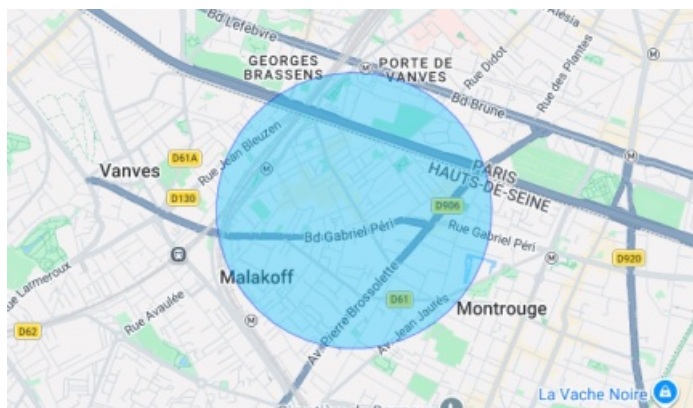 Bd Lefebvre
Alésia
GEORGES
BRASSENS
PORTE DE
VANVES
Rue Didot
Rue des Plantes
Bd Brune
Rue Jean Bleuzen
D61A
Vanves
PARIS
HAUTS-DE-SEINE
D130
D906
Bd Gabriel Péri
Rue Gabriel Péri
D920
Malakoff
Rue Larmeroux
Av. Pierre Brossolette
D61
Montrouge
Rue Avaulée
Av. Jean Jaurès
D62
La Vache Noire